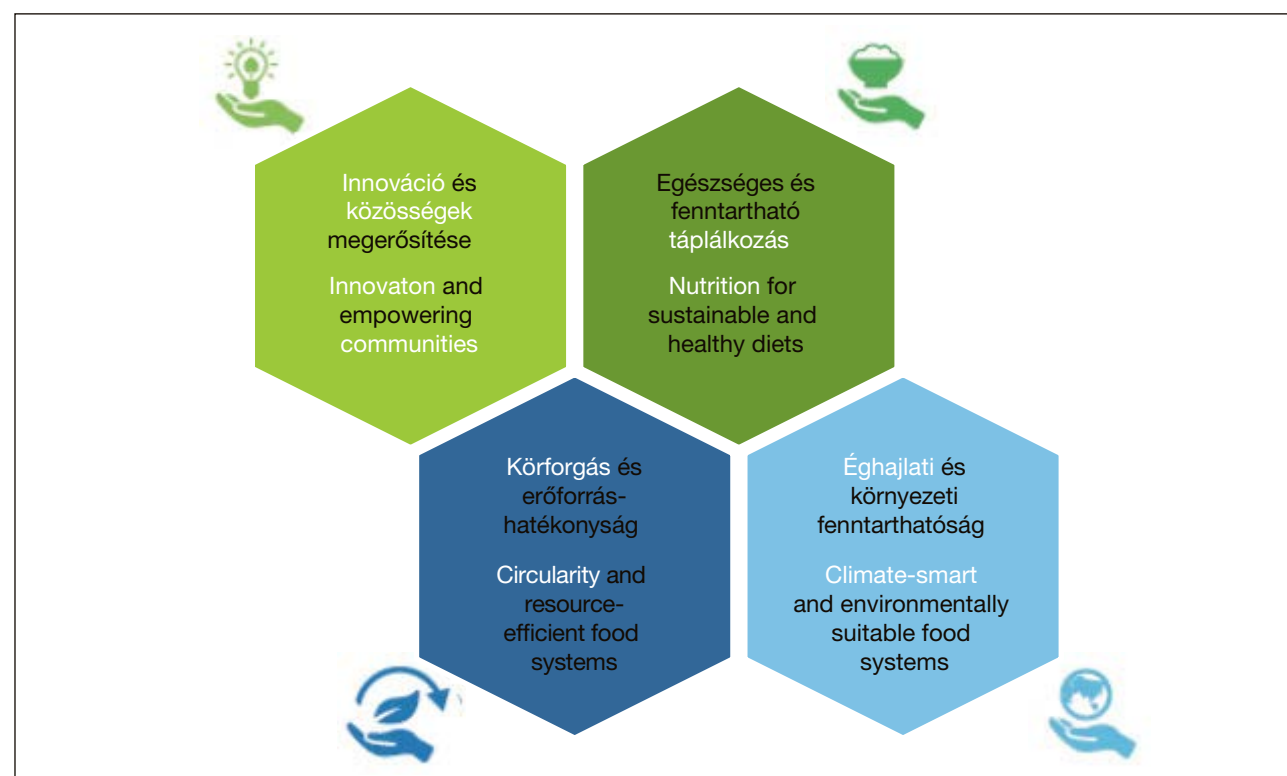 Innováció és
közösségek
megerősítése
Innovaton and
empowering
communities
Egészséges és
fenntartható
táplálkozás
Nutrition for
sustainable and
healthy diets
Körforgás és
erőforrás-
hatékonyság
Circularity and
resource-
efficient food
systems
Éghajlati és
környezeti
fenntarthatóság
Climate-smart
and environmentally
suitable food
systems